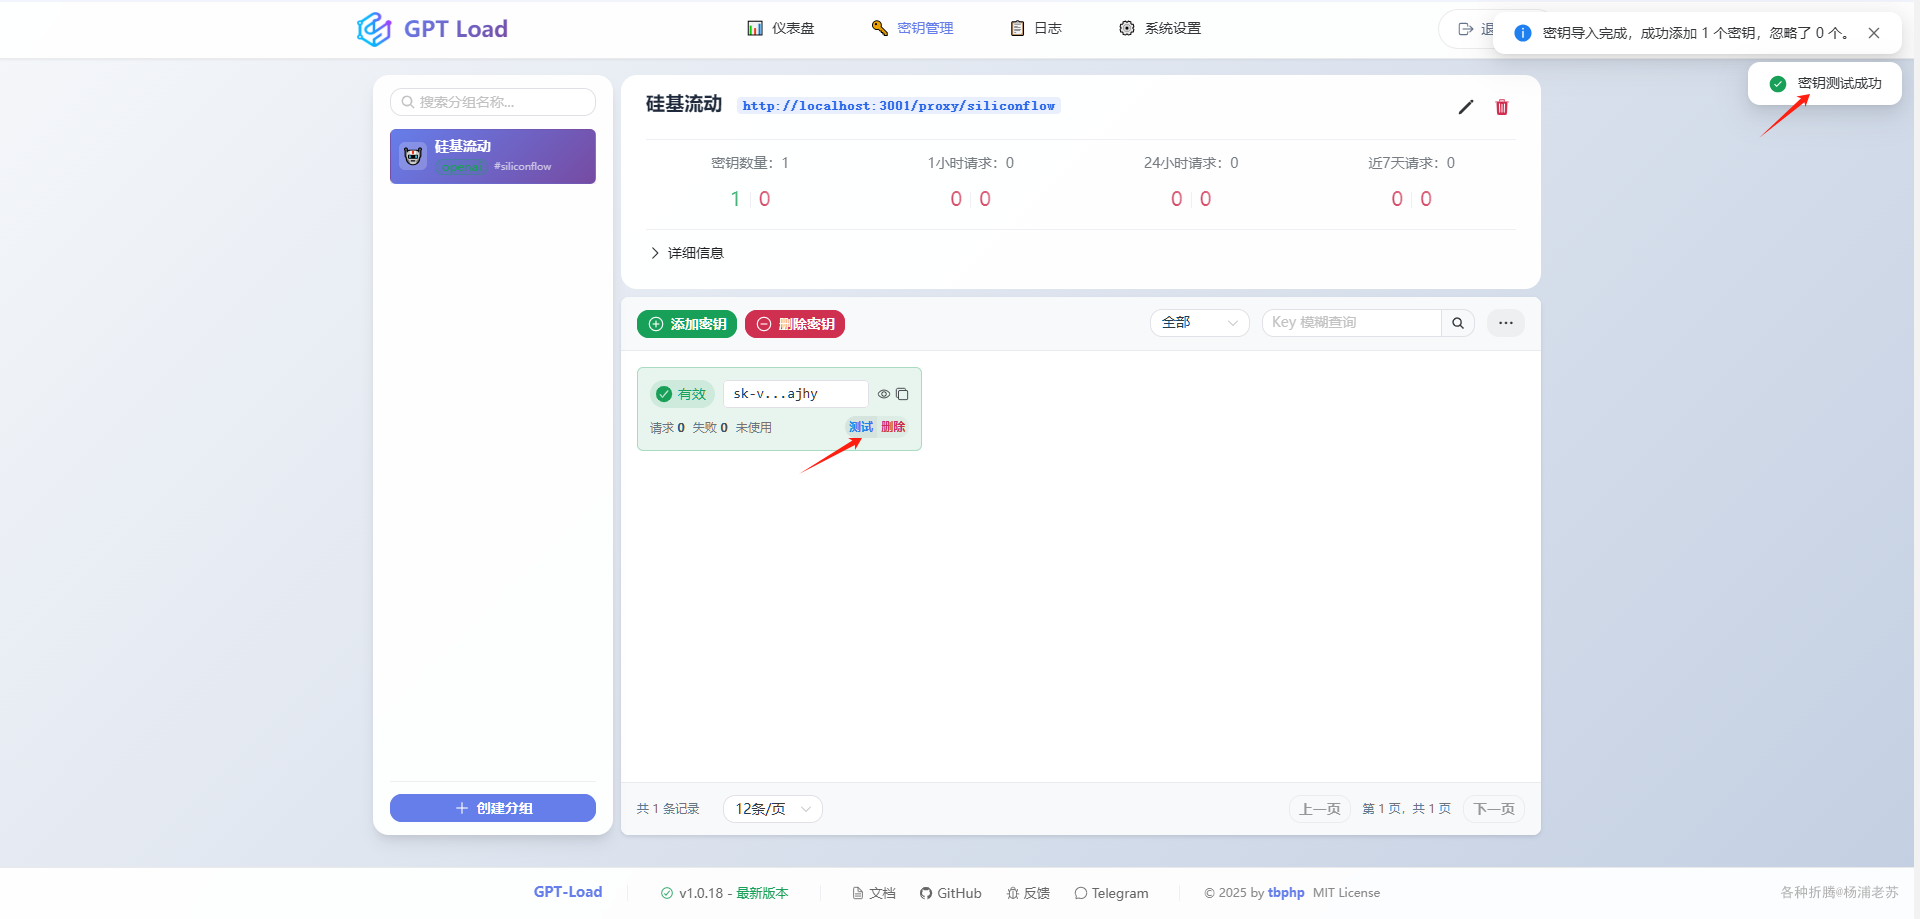 GPT Load
仪表盘
密钥管理
日志
系统设置
退
密钥导入完成，成功添加 1 个密钥，忽略了 0 个。
密钥测试成功
搜索分组名称...
硅基流动
#siliconflow
创建分组
硅基流动 http://localhost:3001/proxy/siliconflow
密钥数量：1
1小时请求：0
24小时请求：0
近7天请求：0
1 0
0 0
0 0
0 0
详细信息
添加密钥
删除密钥
全部
Key 模糊查询
有效
sk-v...ajhy
请求 0 失败 0 未使用
测试
删除
共 1 条记录
12条/页
上一页
第 1 页，共 1 页
下一页
GPT-Load
v1.0.18 - 最新版本
文档
GitHub
反馈
Telegram
© 2025 by tbphp MIT License
各种折腾@杨浦老苏